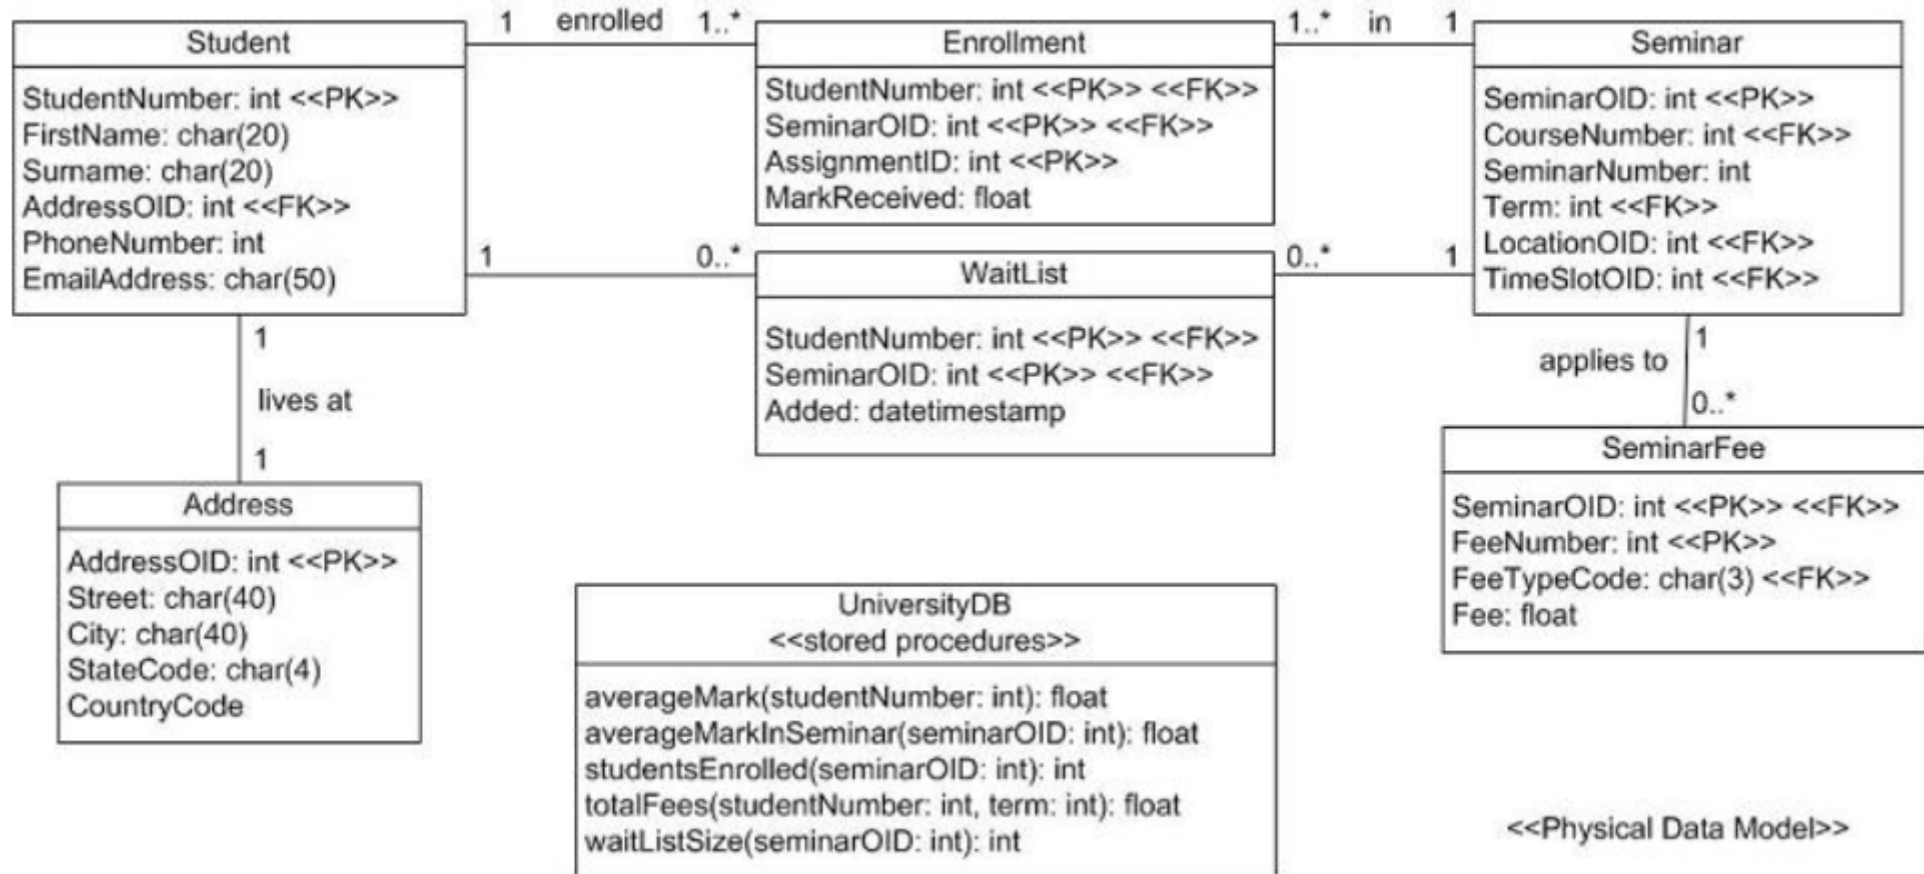 Student
StudentNumber: int <<PK>>
FirstName: char(20)
Surname: char(20)
AddressOID: int <<FK>>
PhoneNumber: int
EmailAddress: char(50)
1 enrolled 1..*
Enrollment
StudentNumber: int <<PK>> <<FK>>
SeminarOID: int <<PK>> <<FK>>
AssignmentID: int <<PK>>
MarkReceived: float
1..* in 1
Seminar
SeminarOID: int <<PK>>
CourseNumber: int <<FK>>
SeminarNumber: int
Term: int <<FK>>
LocationOID: int <<FK>>
TimeSlotOID: int <<FK>>
1 0..*
WaitList
StudentNumber: int <<PK>> <<FK>>
SeminarOID: int <<PK>> <<FK>>
Added: datetimestamp
0..* 1
1
lives at
1
Address
AddressOID: int <<PK>>
Street: char(40)
City: char(40)
StateCode: char(4)
CountryCode
1
applies to
0..*
SeminarFee
SeminarOID: int <<PK>> <<FK>>
FeeNumber: int <<PK>>
FeeTypeCode: char(3) <<FK>>
Fee: float
UniversityDB
<<stored procedures>>
averageMark(studentNumber: int): float
averageMarkInSeminar(seminarOID: int): float
studentsEnrolled(seminarOID: int): int
totalFees(studentNumber: int, term: int): float
waitListSize(seminarOID: int): int
<<Physical Data Model>>